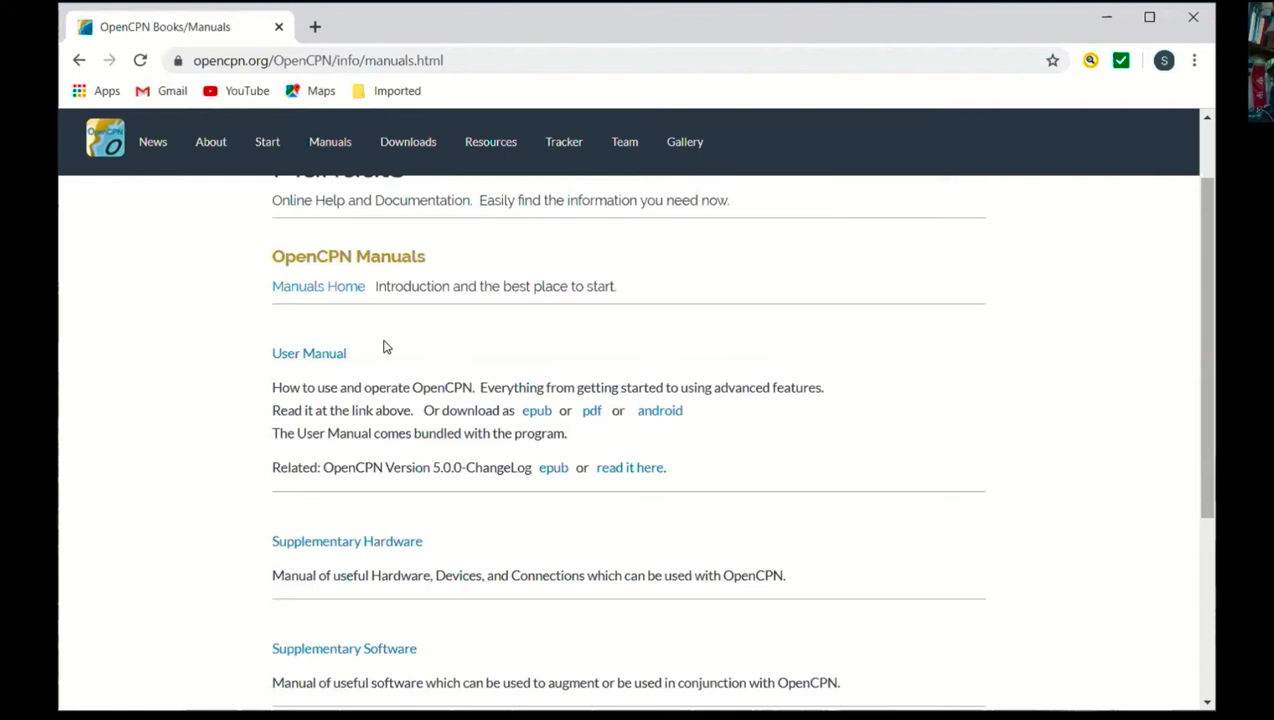 OpenCPN Books/Manuals
opencpn.org/OpenCPN/info/manuals.html
S
Apps Gmail YouTube Maps Imported
OpenCPN
News About Start Manuals Downloads Resources Tracker Team Gallery
Manuals
Online Help and Documentation. Easily find the information you need now.
OpenCPN Manuals
Manuals Home Introduction and the best place to start.
User Manual
How to use and operate OpenCPN. Everything from getting started to using advanced features.
Read it at the link above. Or download as epub or pdf or android
The User Manual comes bundled with the program.
Related: OpenCPN Version 5.0.0-ChangeLog epub or read it here.
Supplementary Hardware
Manual of useful Hardware, Devices, and Connections which can be used with OpenCPN.
Supplementary Software
Manual of useful software which can be used to augment or be used in conjunction with OpenCPN.